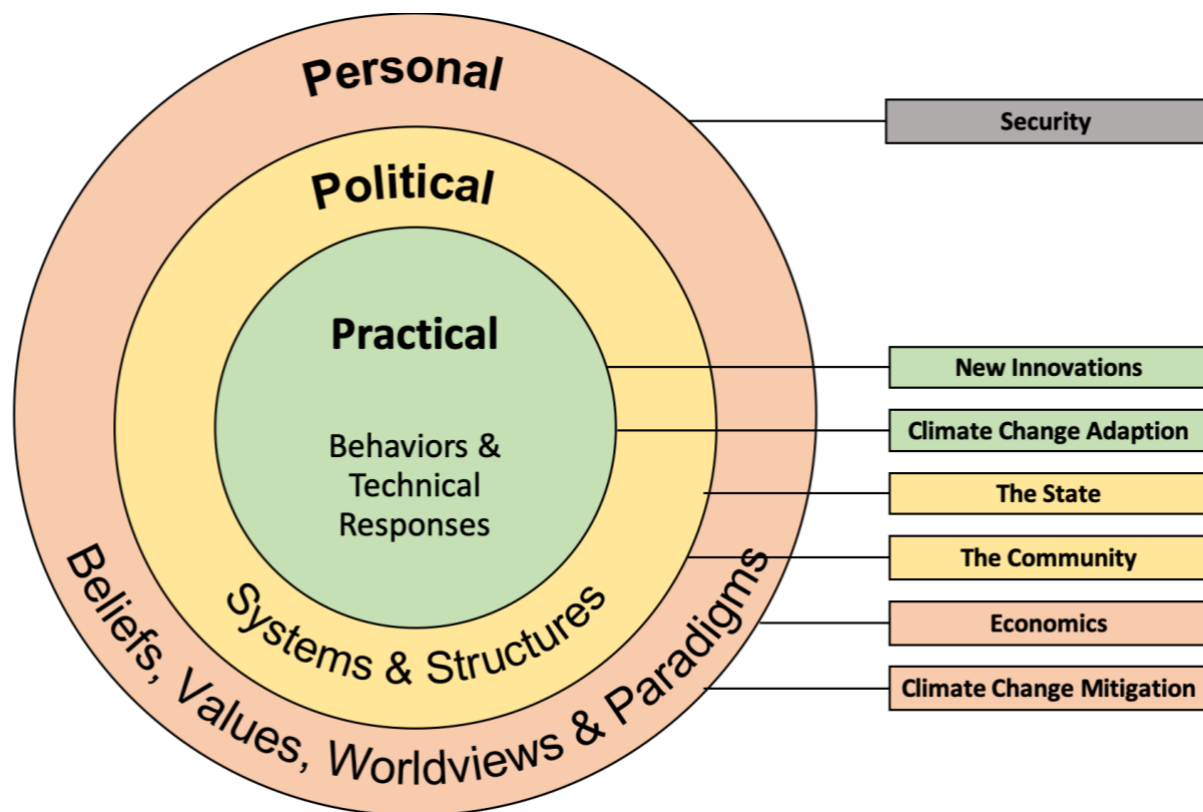 Personal
Security
Political
Practical
New Innovations
Climate Change Adaption
Behaviors &
Technical
Responses
The State
The Community
Systems & Structures
Economics
Beliefs, Values, Worldviews & Paradigms
Climate Change Mitigation